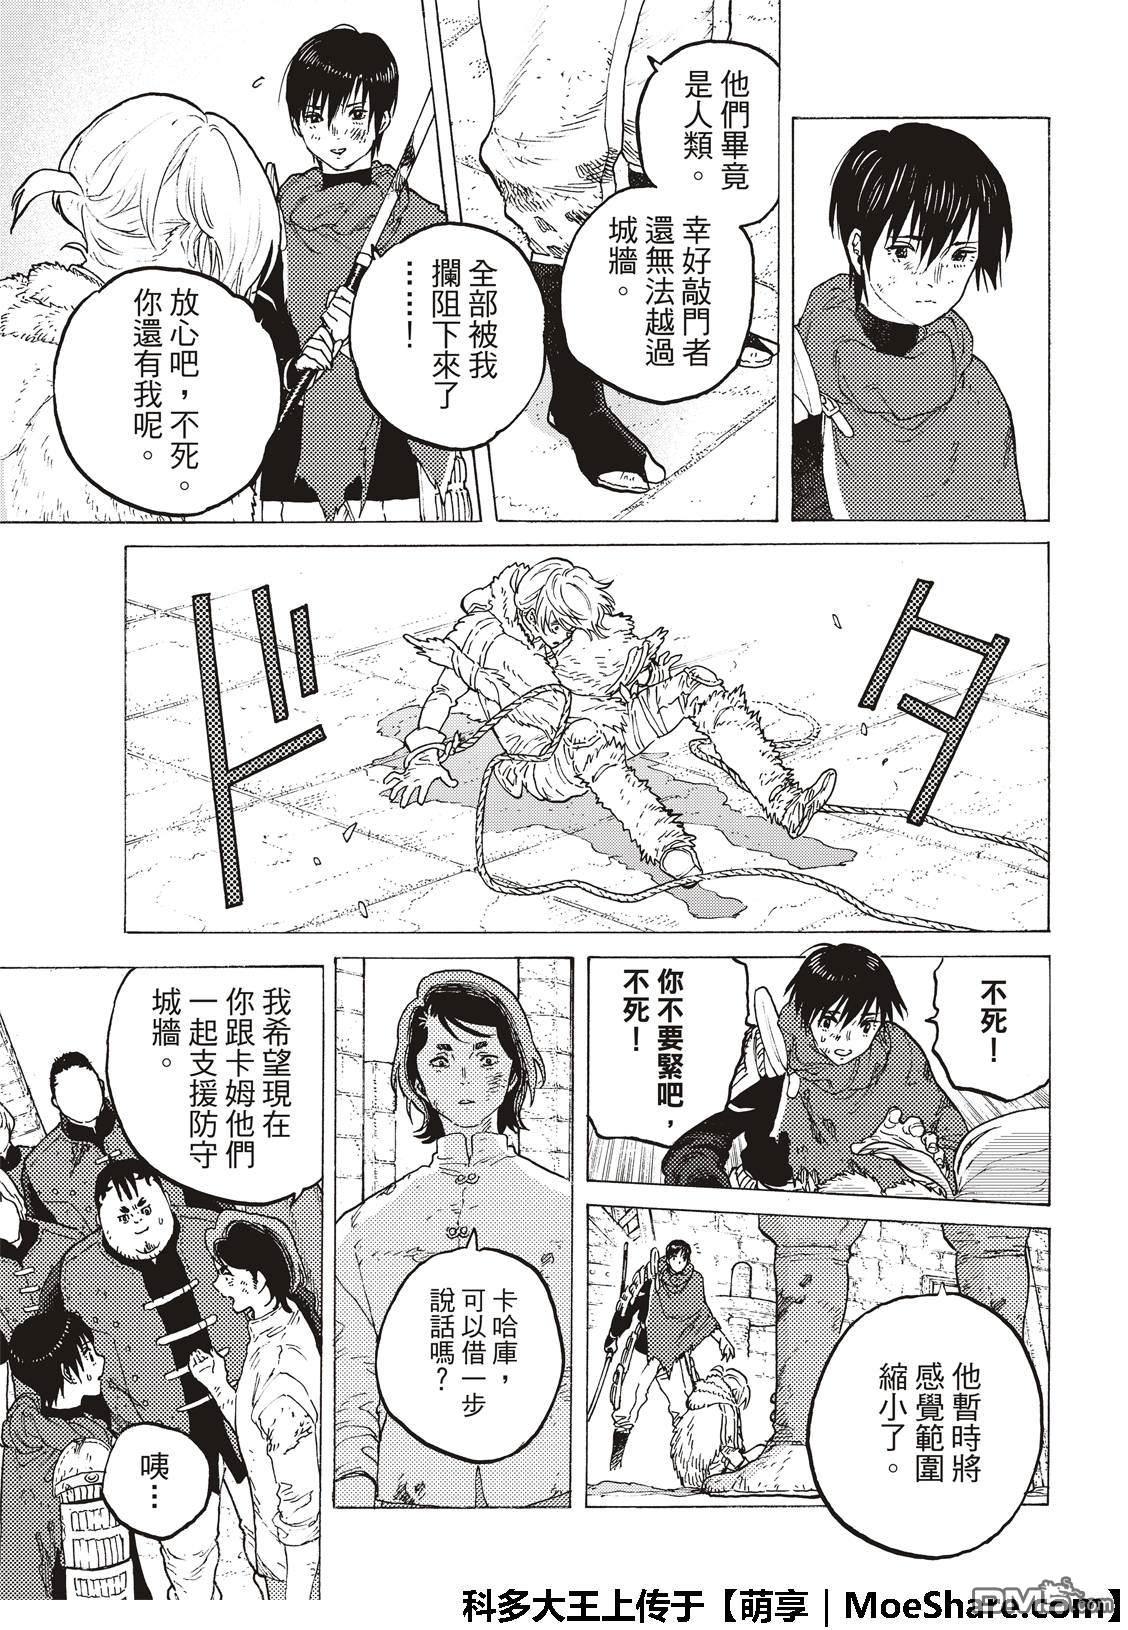 他們畢竟
是人類。
幸好敲門者
還無法越過
城牆。
全部被我
攔阻下來了
……！
放心吧，不死。
你還有我呢。
ドタッ
不死！
你不要緊吧，
不死！
他暫時將
感覺範圍
縮小了。
卡哈庫，
可以借一步
說話嗎？
我希望現在
你跟卡姆他們
一起支援防守
城牆。
咦…
科多大王上传于【萌享｜MoeShare.com】